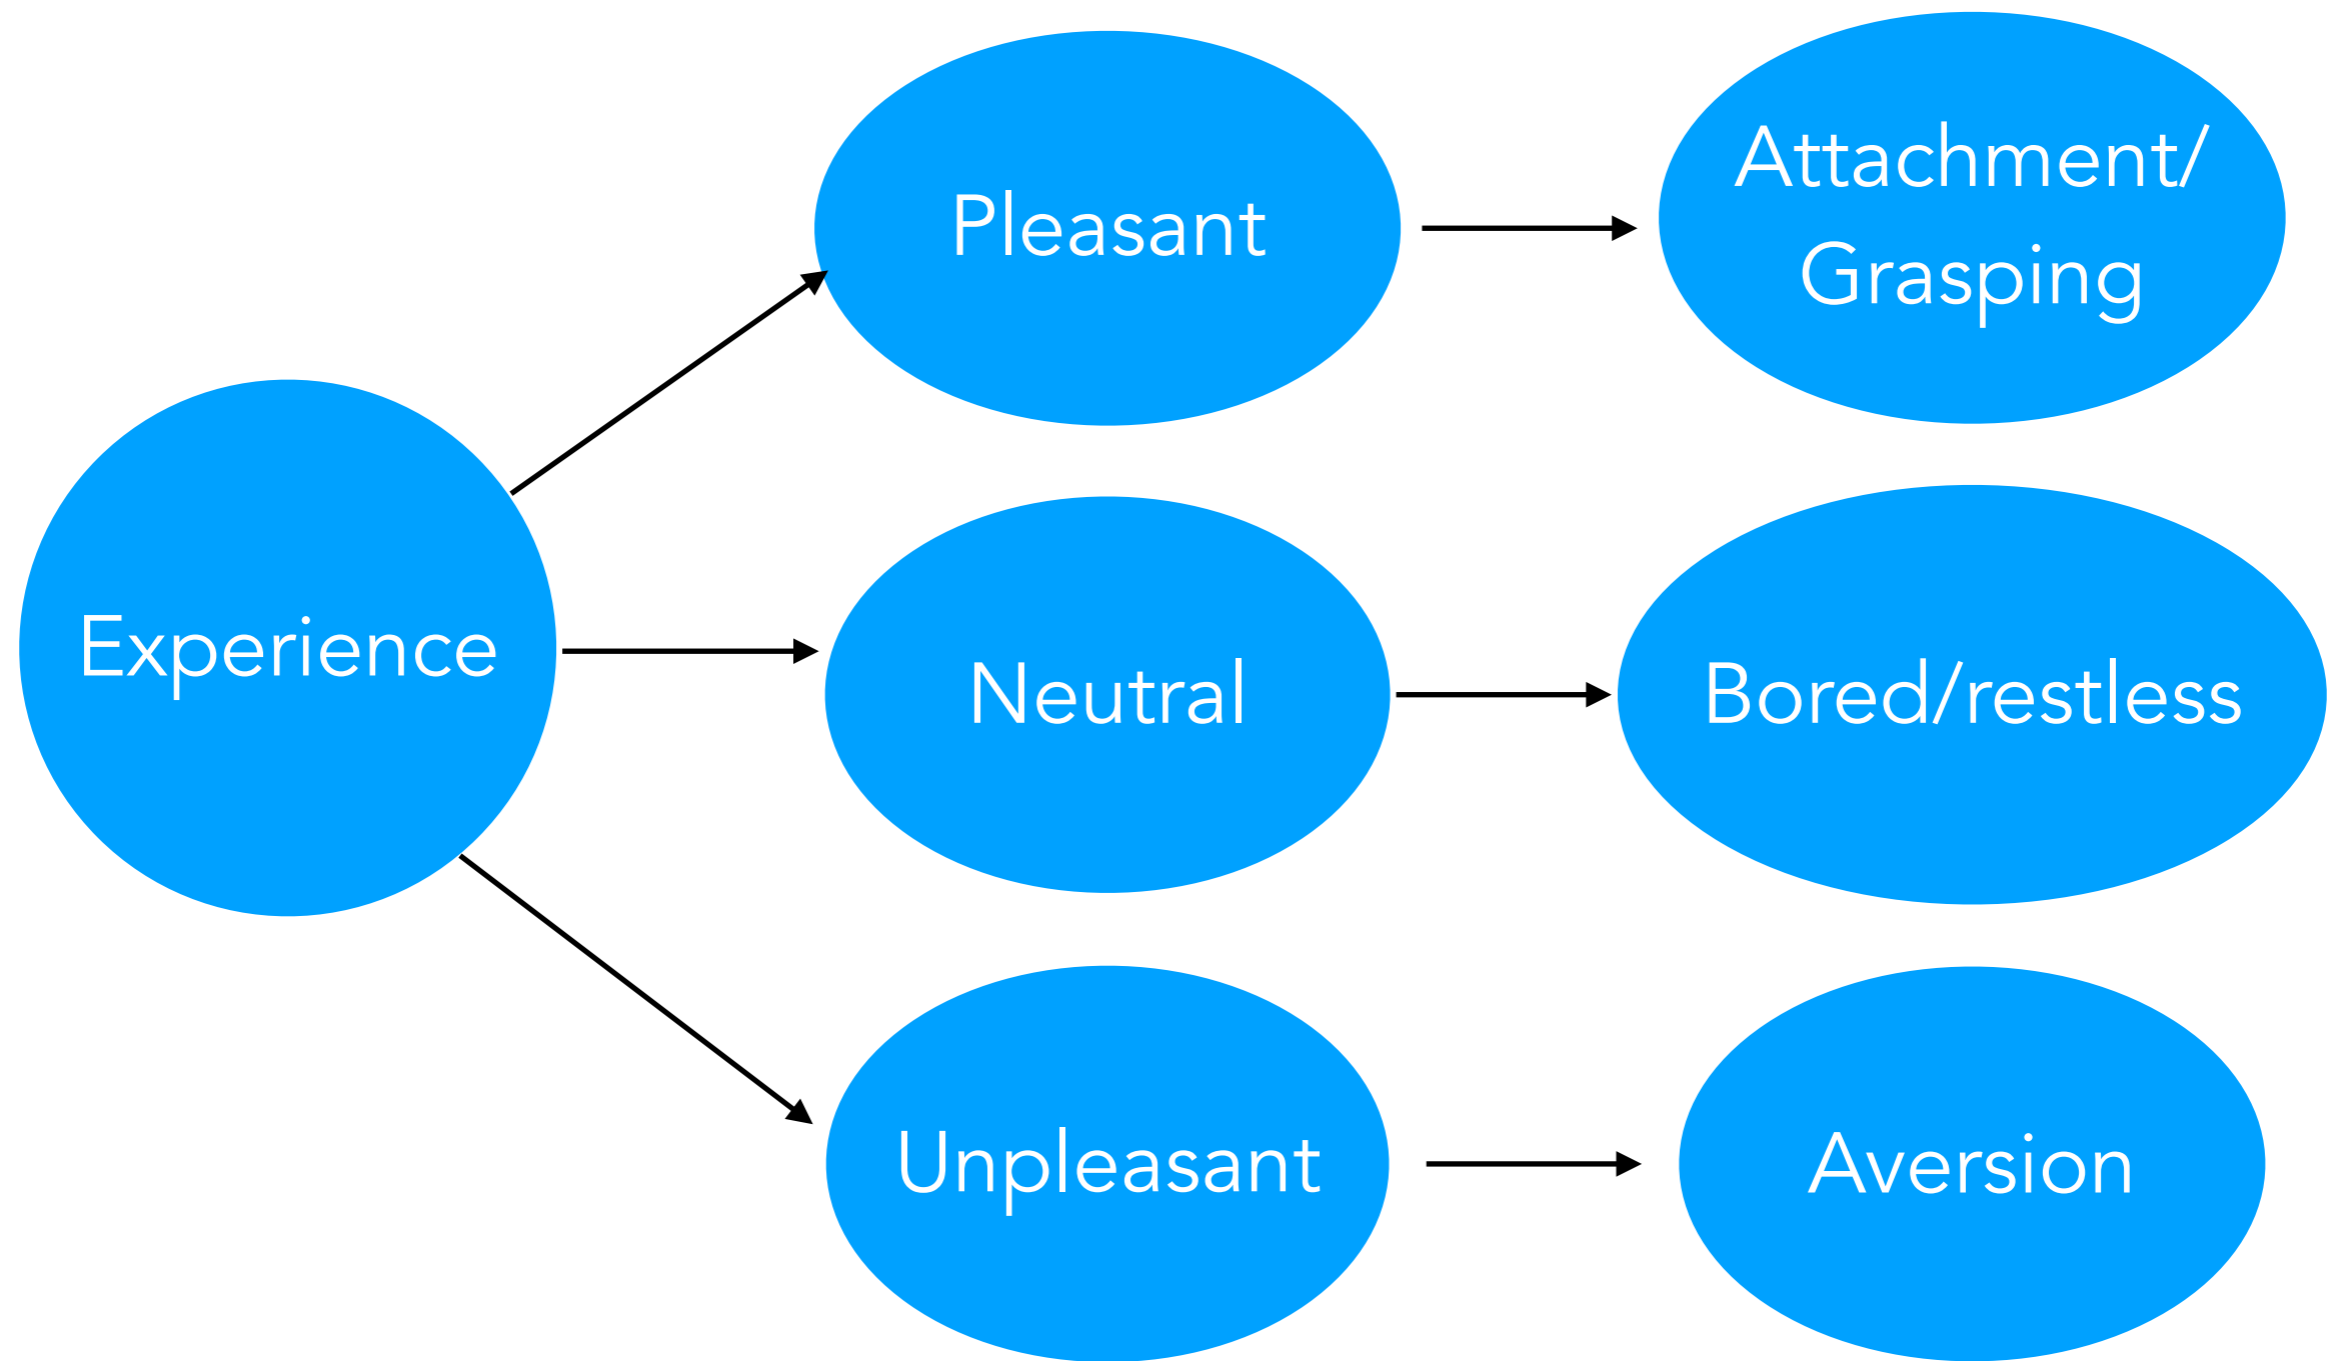 Experience
Pleasant
Attachment/
Grasping
Neutral
Bored/restless
Unpleasant
Aversion